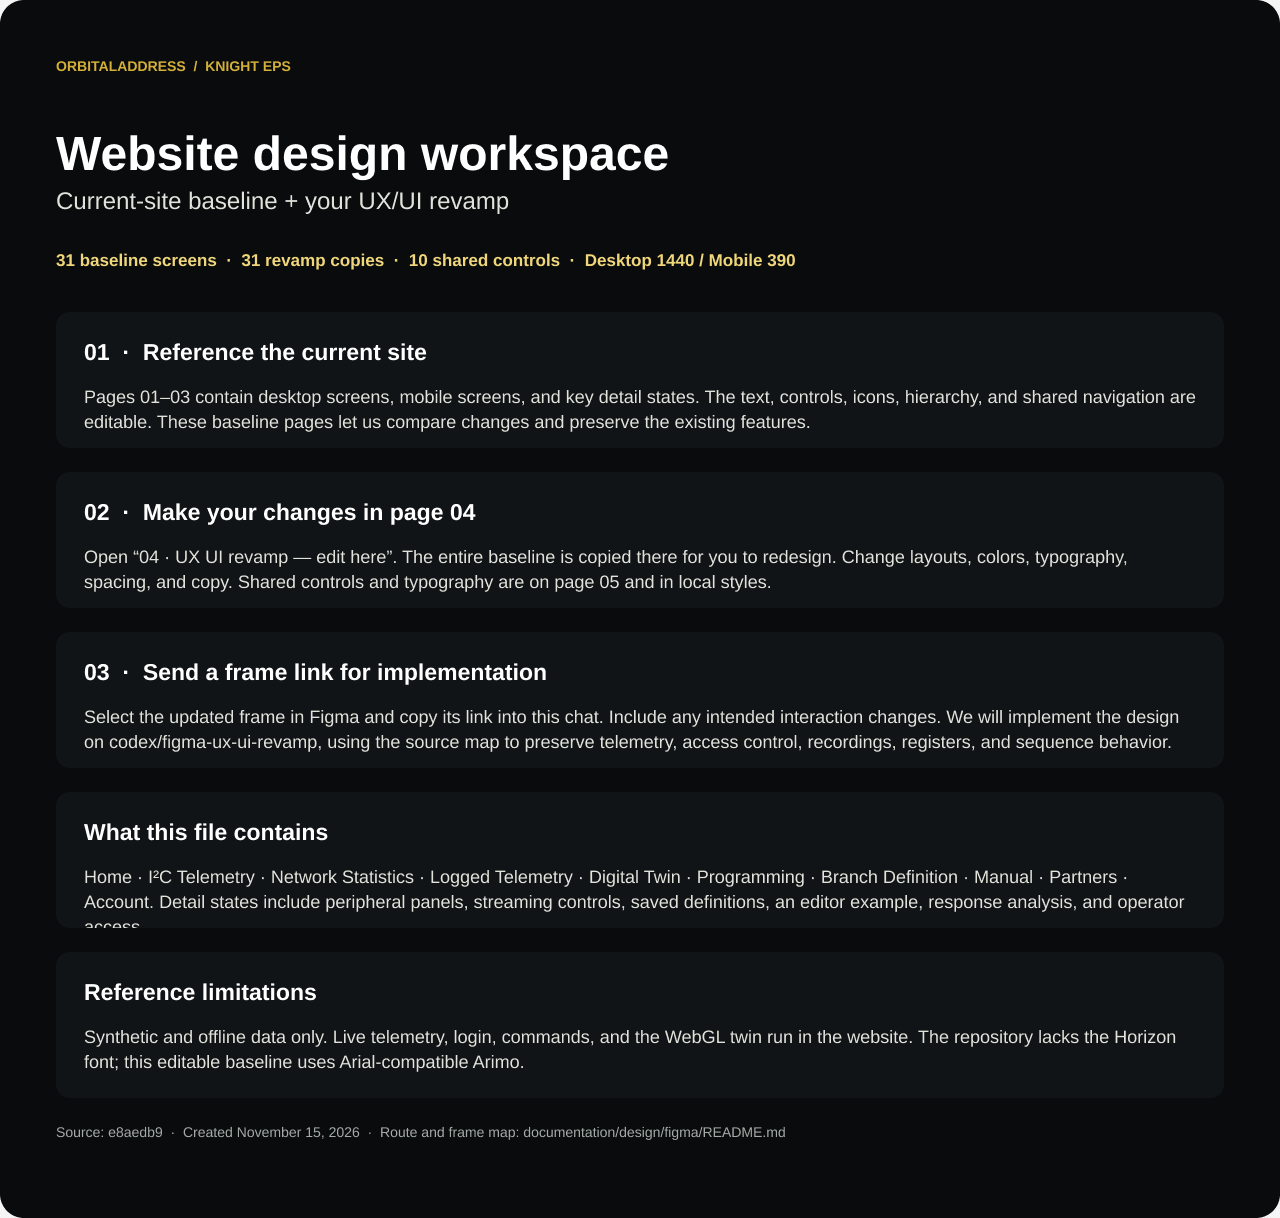 ORBITALADDRESS / KNIGHT EPS
Website design workspace
Current-site baseline + your UX/UI revamp
31 baseline screens · 31 revamp copies · 10 shared controls · Desktop 1440 / Mobile 390
01 · Reference the current site
Pages 01–03 contain desktop screens, mobile screens, and key detail states. The text, controls, icons, hierarchy, and shared navigation are
editable. These baseline pages let us compare changes and preserve the existing features.
02 · Make your changes in page 04
Open “04 · UX UI revamp — edit here”. The entire baseline is copied there for you to redesign. Change layouts, colors, typography,
spacing, and copy. Shared controls and typography are on page 05 and in local styles.
03 · Send a frame link for implementation
Select the updated frame in Figma and copy its link into this chat. Include any intended interaction changes. We will implement the design
on codex/figma-ux-ui-revamp, using the source map to preserve telemetry, access control, recordings, registers, and sequence behavior.
What this file contains
Home · I²C Telemetry · Network Statistics · Logged Telemetry · Digital Twin · Programming · Branch Definition · Manual · Partners ·
Account. Detail states include peripheral panels, streaming controls, saved definitions, an editor example, response analysis, and operator
access.
Reference limitations
Synthetic and offline data only. Live telemetry, login, commands, and the WebGL twin run in the website. The repository lacks the Horizon
font; this editable baseline uses Arial-compatible Arimo.
Source: e8aedb9 · Created November 15, 2026 · Route and frame map: documentation/design/figma/README.md